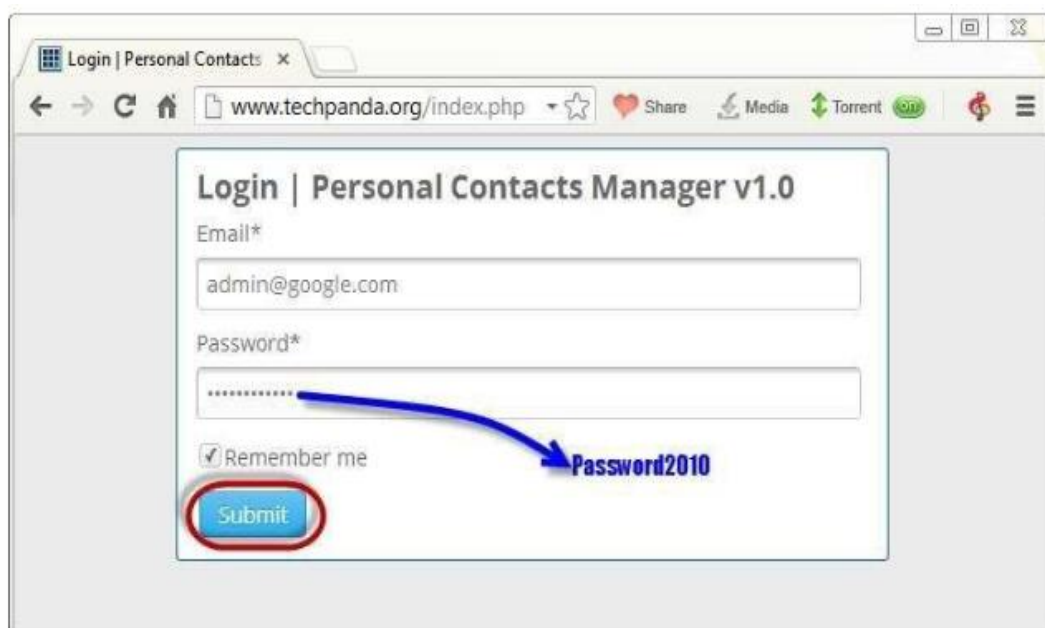 Login | Personal Contacts
www.techpanda.org/index.php
Share
Media
Torrent
on
Login | Personal Contacts Manager v1.0
Email*
admin@google.com
Password*
••••••••••••
Remember me
Password2010
Submit